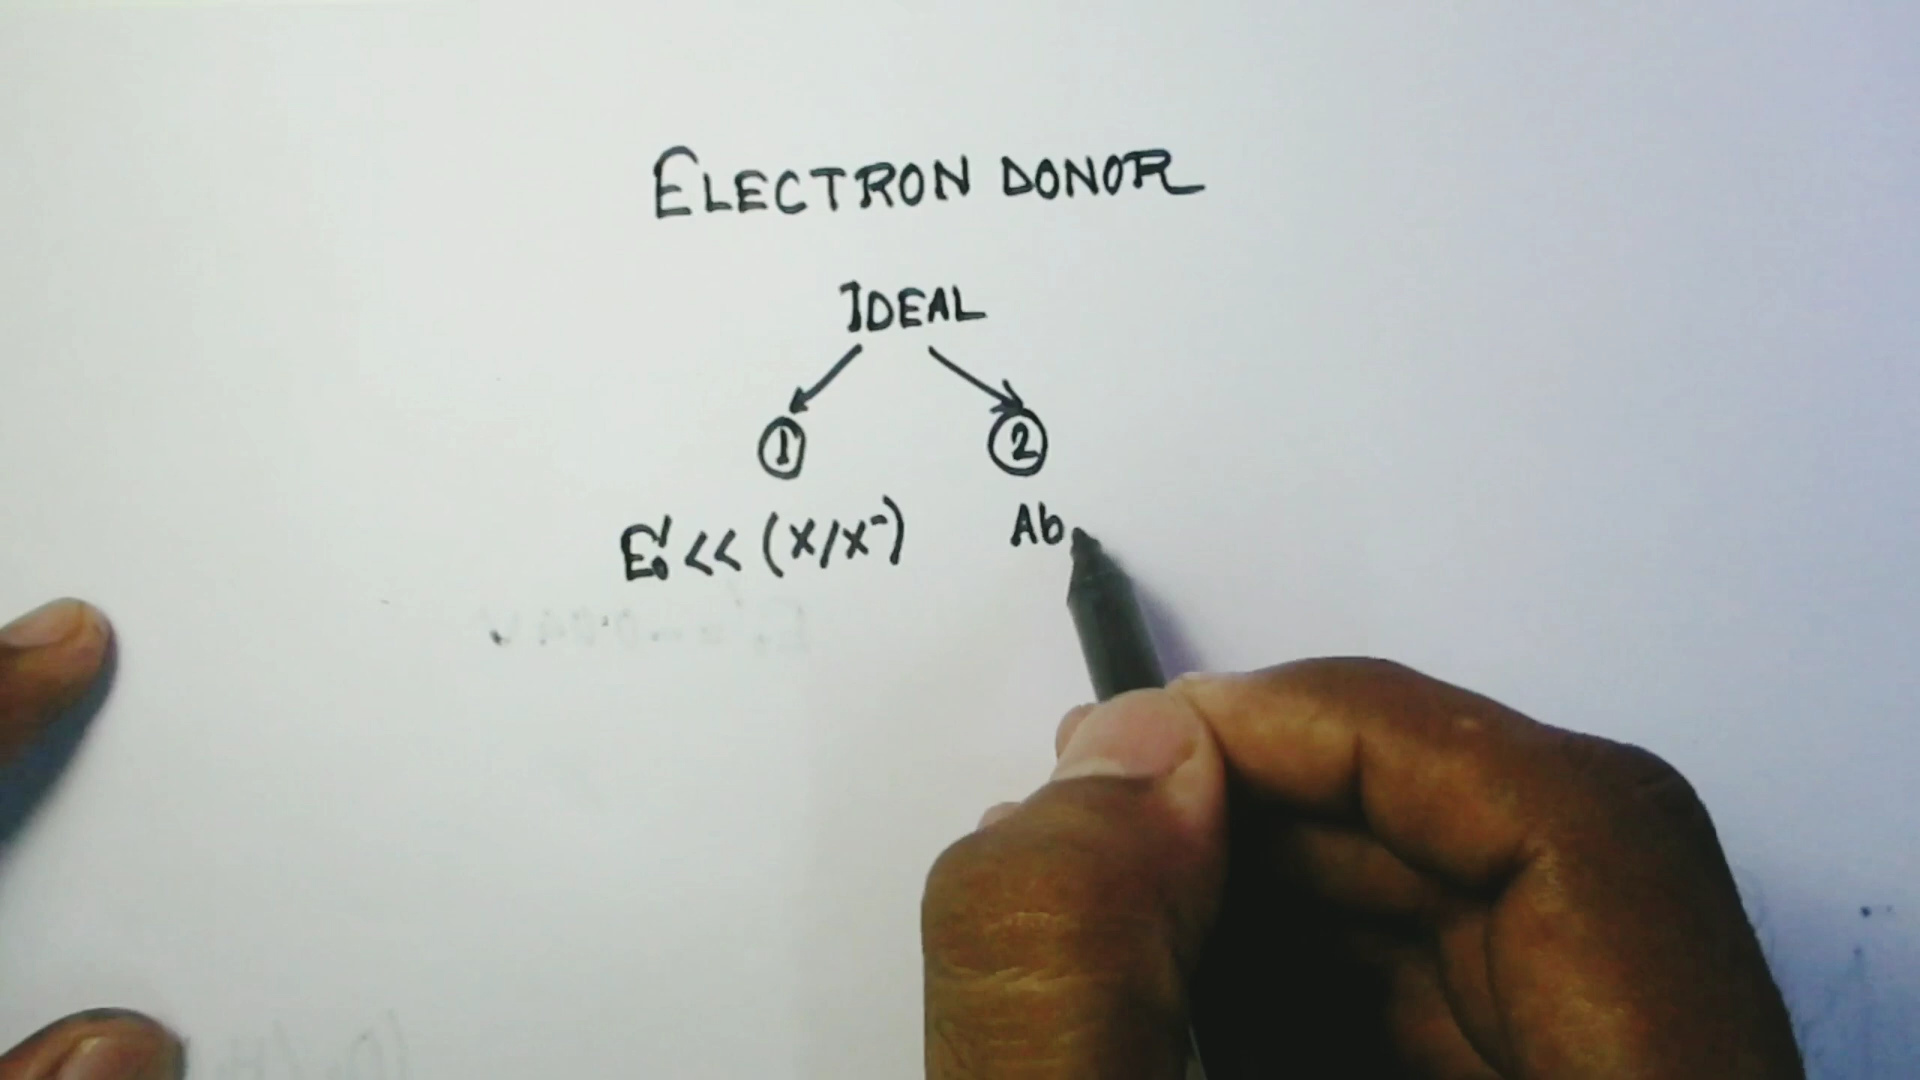 ELECTRON DONOR
IDEAL
① ②
E₀' << (X/X⁻) Ab